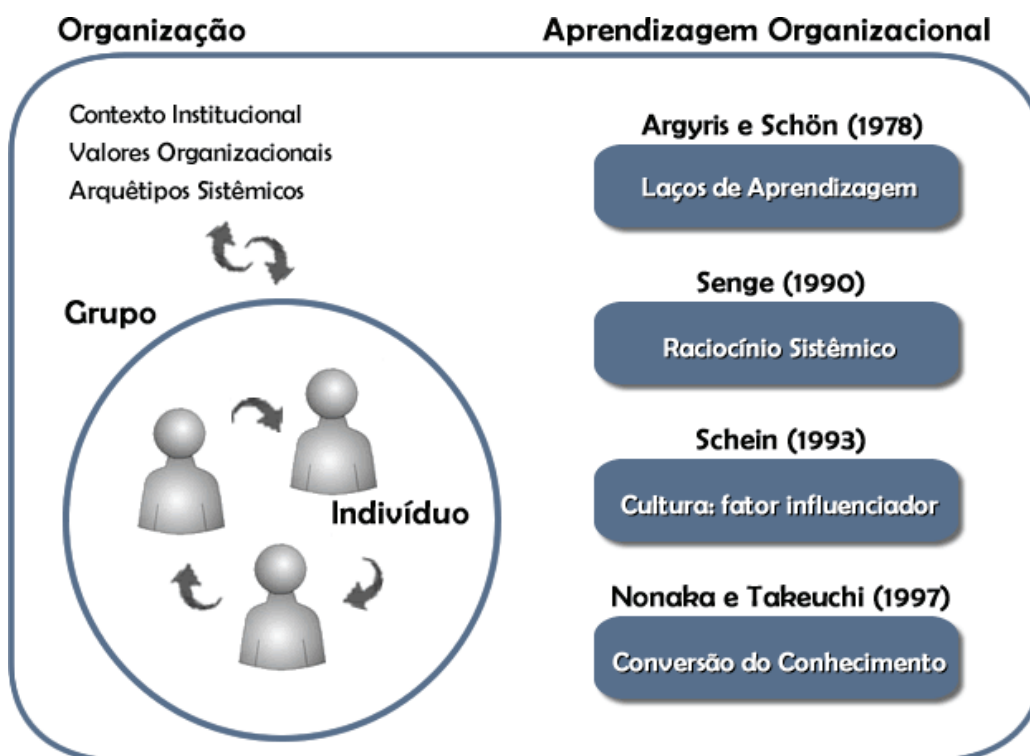 Organização
Aprendizagem Organizacional
Contexto Institucional
Valores Organizacionais
Arquêtipos Sistêmicos
Grupo
Indivíduo
Argyris e Schön (1978)
Laços de Aprendizagem
Senge (1990)
Raciocínio Sistêmico
Schein (1993)
Cultura: fator influenciador
Nonaka e Takeuchi (1997)
Conversão do Conhecimento